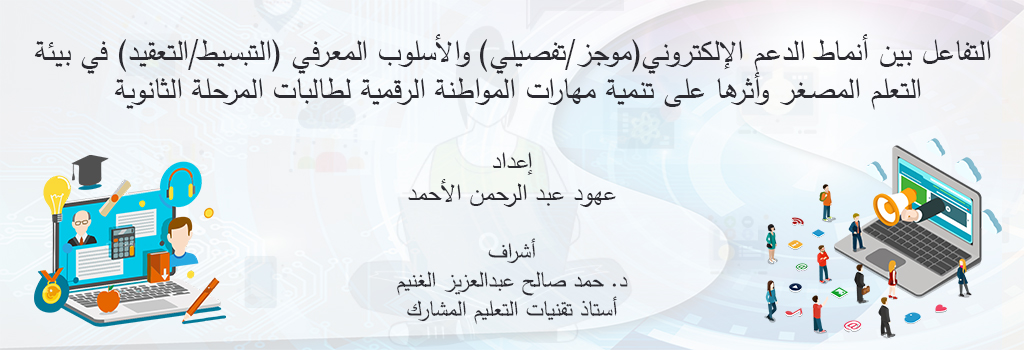 التفاعل بين أنماط الدعم الإلكتروني(موجز/تفصيلي) والأسلوب المعرفي (التبسيط/التعقيد) في بيئة
التعلم المصغر وأثرها على تنمية مهارات المواطنة الرقمية لطالبات المرحلة الثانوية
إعداد
عهود عبد الرحمن الأحمد
أشراف
د. حمد صالح عبدالعزيز الغنيم
أستاذ تقنيات التعليم المشارك